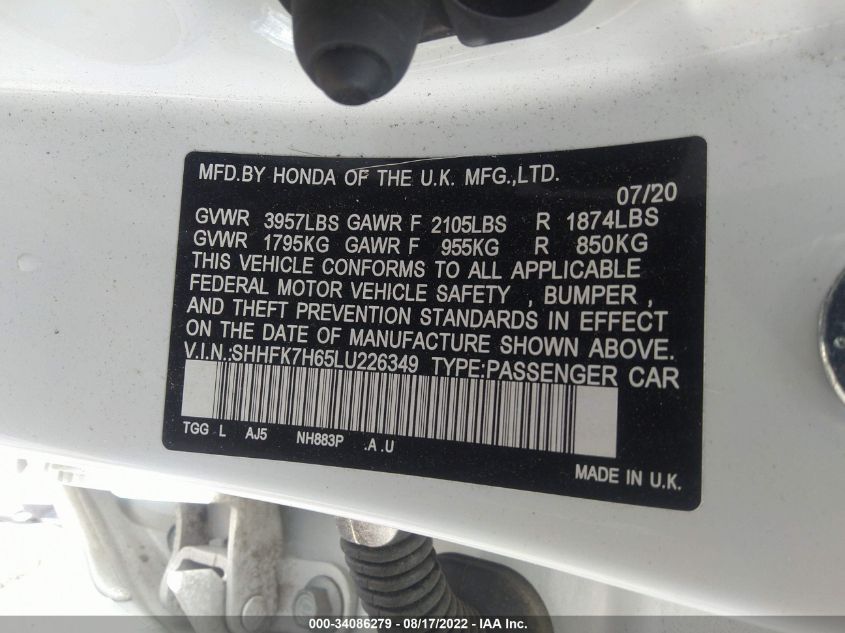 MFD.BY HONDA OF THE U.K. MFG.,LTD.
07/20
GVWR 3957LBS GAWR F 2105LBS R 1874LBS
GVWR 1795KG GAWR F 955KG R 850KG
THIS VEHICLE CONFORMS TO ALL APPLICABLE
FEDERAL MOTOR VEHICLE SAFETY , BUMPER ,
AND THEFT PREVENTION STANDARDS IN EFFECT
ON THE DATE OF MANUFACTURE SHOWN ABOVE.
V.I.N.:SHHFK7H65LU226349 TYPE:PASSENGER CAR
TGG L AJ5 NH883P .A .U
MADE IN U.K.
000-34086279 - 08/17/2022 - IAAI.com